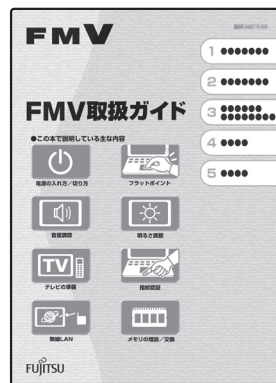 FMV
1 ●●●●●●●
2 ●●●●●●●
3 ●●●●●●
●●●●●●●●
4 ●●●●
5 ●●●●
FMV取扱ガイド
●この本で説明している主な内容
電源の入れ方/切り方
フラットポイント
音量調節
明るさ調整
TV
テレビの準備
指紋認証
無線LAN
メモリの増設/交換
FUJITSU